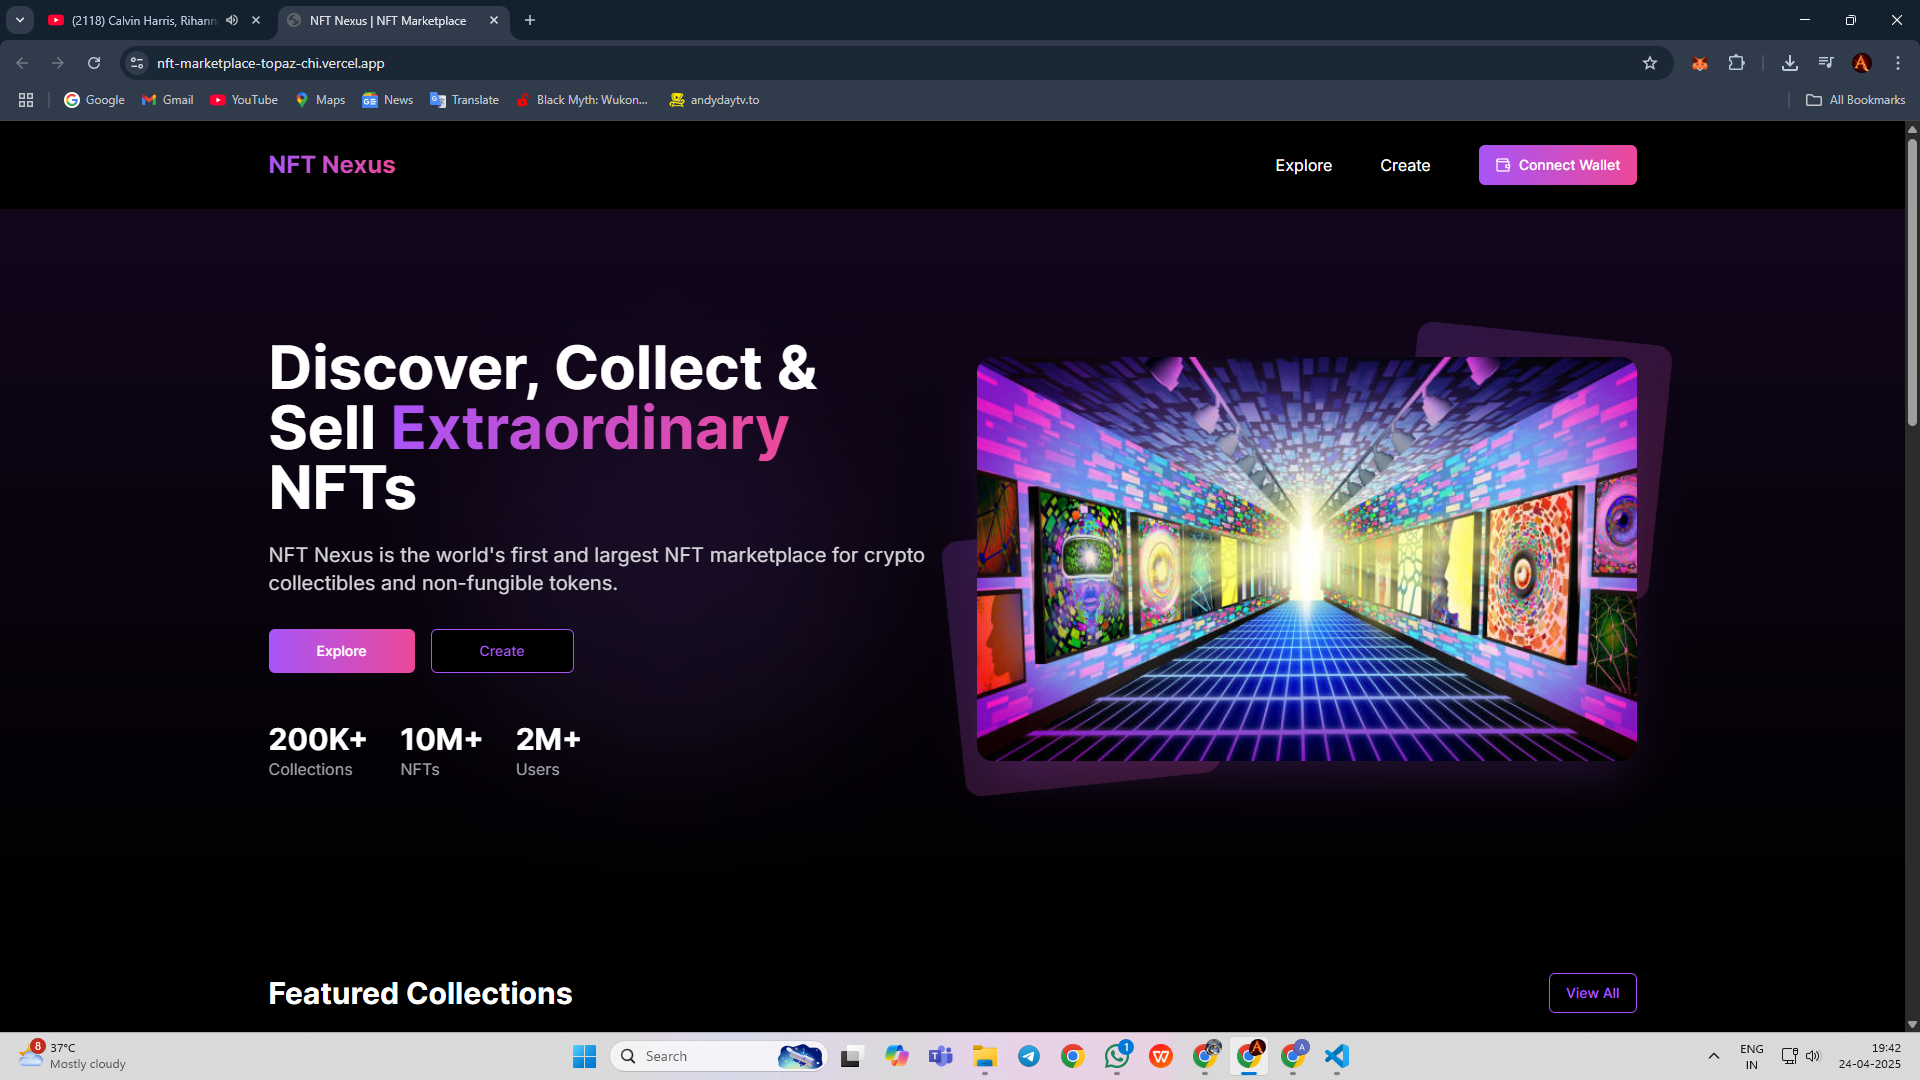 (2118) Calvin Harris, Rihann
NFT Nexus | NFT Marketplace
nft-marketplace-topaz-chi.vercel.app
Google
Gmail
YouTube
Maps
News
Translate
Black Myth: Wukon...
andydaytv.to
All Bookmarks
NFT Nexus
Explore
Create
Connect Wallet
Discover, Collect &
Sell Extraordinary
NFTs
NFT Nexus is the world's first and largest NFT marketplace for crypto
collectibles and non-fungible tokens.
Explore
Create
200K+
Collections
10M+
NFTs
2M+
Users
Featured Collections
View All
8
37°C
Mostly cloudy
Search
1
A
ENG
IN
19:42
24-04-2025